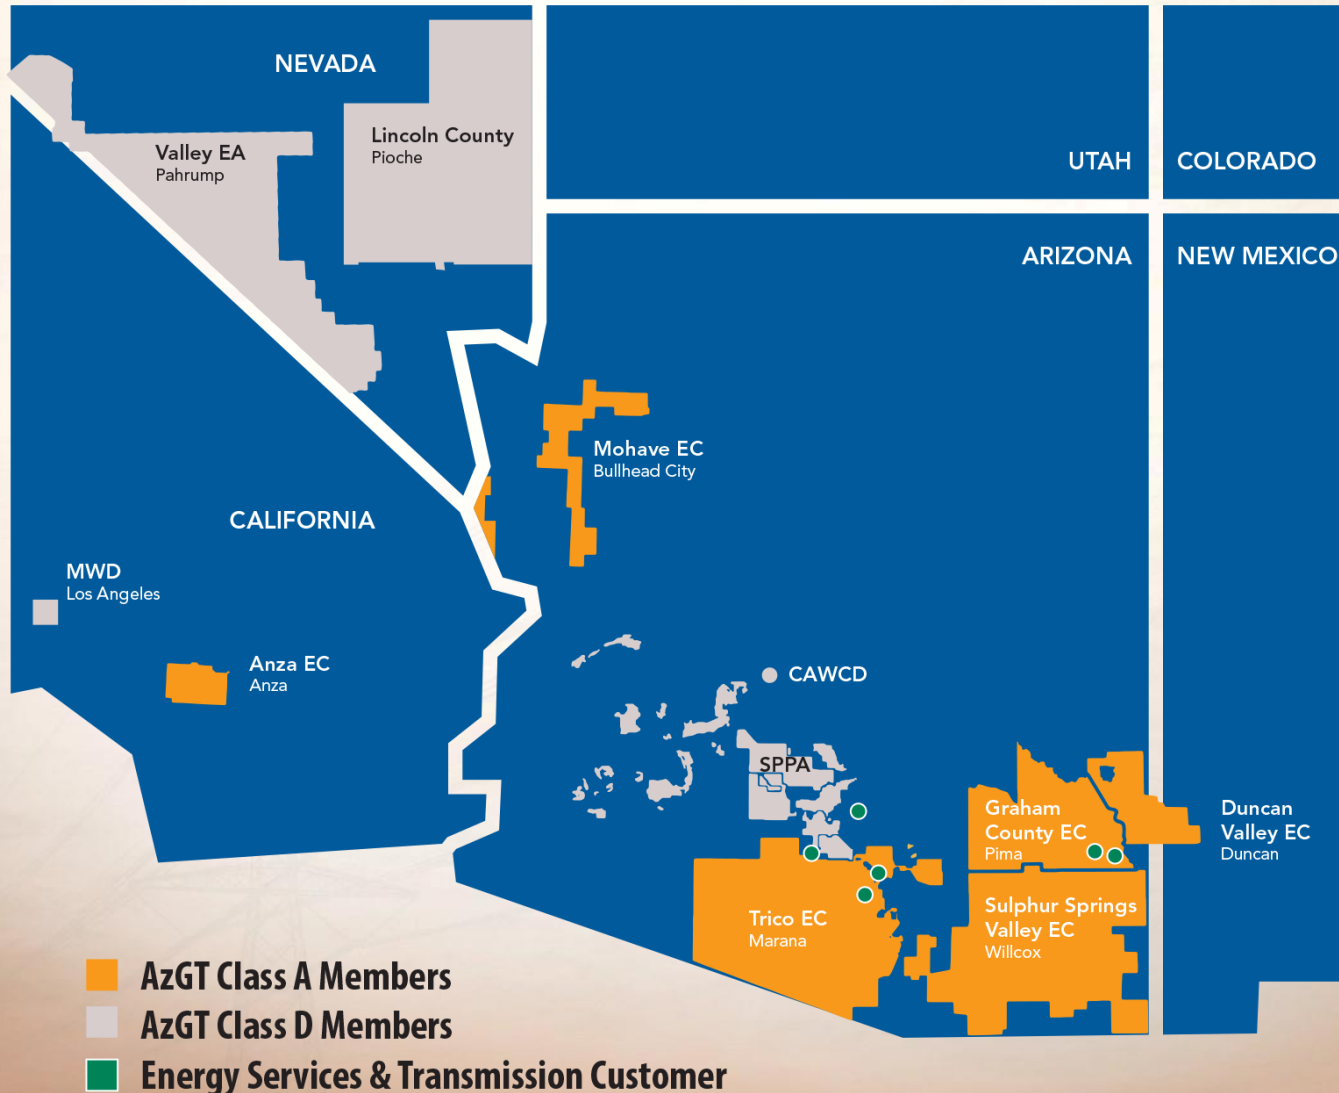 NEVADA
Lincoln County
Pioche
Valley EA
Pahrump
UTAH
COLORADO
ARIZONA
NEW MEXICO
Mohave EC
Bullhead City
CALIFORNIA
MWD
Los Angeles
Anza EC
Anza
CAWCD
SPPA
Graham
County EC
Pima
Duncan
Valley EC
Duncan
Trico EC
Marana
Sulphur Springs
Valley EC
Willcox
AzGT Class A Members
AzGT Class D Members
Energy Services & Transmission Customer